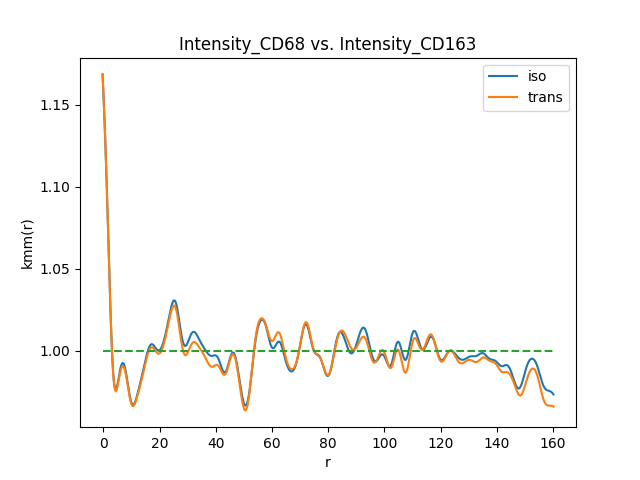 Intensity_CD68 vs. Intensity_CD163
iso
trans
1.15
1.10
1.05
1.00
kmm(r)
0 20 40 60 80 100 120 140 160
r